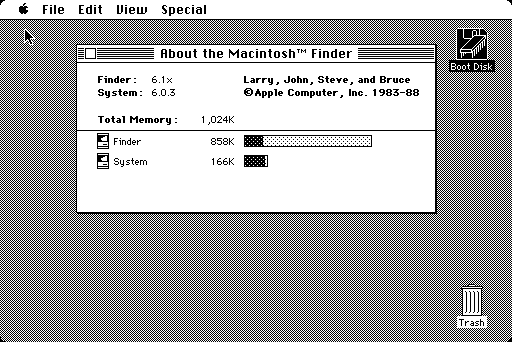 File Edit View Special
About the Macintosh™ Finder
Finder: 6.1x Larry, John, Steve, and Bruce
System: 6.0.3 ©Apple Computer, Inc. 1983-88
Total Memory: 1,024K
Finder 858K
System 166K
Boot Disk
Trash